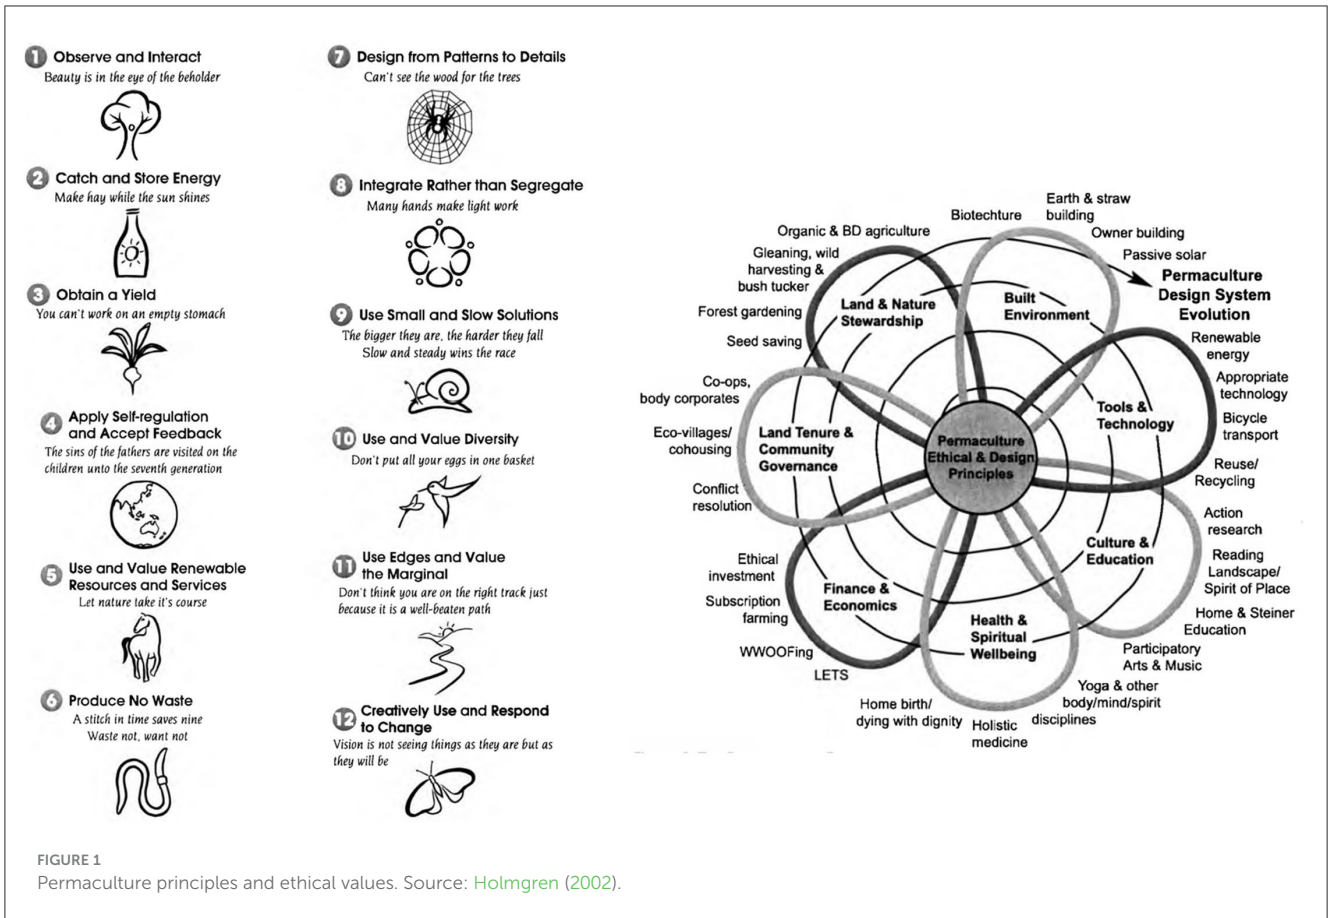 1 Observe and Interact
Beauty is in the eye of the beholder
2 Catch and Store Energy
Make hay while the sun shines
3 Obtain a Yield
You can't work on an empty stomach
4 Apply Self-regulation
and Accept Feedback
The sins of the fathers are visited on the
children unto the seventh generation
5 Use and Value Renewable
Resources and Services
Let nature take it's course
6 Produce No Waste
A stitch in time saves nine
Waste not, want not
7 Design from Patterns to Details
Can't see the wood for the trees
8 Integrate Rather than Segregate
Many hands make light work
9 Use Small and Slow Solutions
The bigger they are, the harder they fall
Slow and steady wins the race
10 Use and Value Diversity
Don't put all your eggs in one basket
11 Use Edges and Value
the Marginal
Don't think you are on the right track just
because it is a well-beaten path
12 Creatively Use and Respond
to Change
Vision is not seeing things as they are but as
they will be
Permaculture
Ethical & Design
Principles
Land & Nature
Stewardship
Organic & BD agriculture
Gleaning, wild
harvesting &
bush tucker
Forest gardening
Seed saving
Built
Environment
Biotechture
Earth & straw
building
Owner building
Passive solar
Permaculture
Design System
Evolution
Tools &
Technology
Renewable
energy
Appropriate
technology
Bicycle
transport
Reuse/
Recycling
Culture &
Education
Action
research
Reading
Landscape/
Spirit of Place
Home & Steiner
Education
Participatory
Arts & Music
Health &
Spiritual
Wellbeing
Yoga & other
body/mind/spirit
disciplines
Holistic
medicine
Home birth/
dying with dignity
Finance &
Economics
LETS
WWOOFing
Subscription
farming
Ethical
investment
Land Tenure &
Community
Governance
Conflict
resolution
Eco-villages/
cohousing
Co-ops,
body corporates
FIGURE 1
Permaculture principles and ethical values. Source: Holmgren (2002).